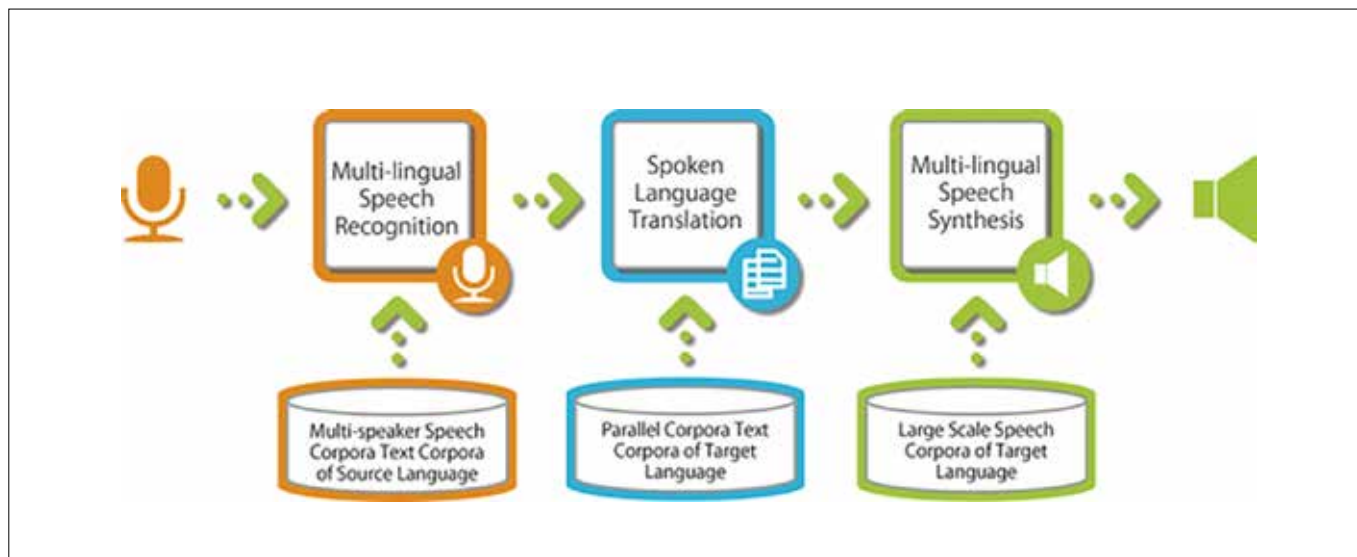 Multi-lingual
Speech
Recognition
Spoken
Language
Translation
Multi-lingual
Speech
Synthesis
Multi-speaker Speech
Corpora Text Corpora
of Source Language
Parallel Corpora Text
Corpora of Target
Language
Large Scale Speech
Corpora of Target
Language